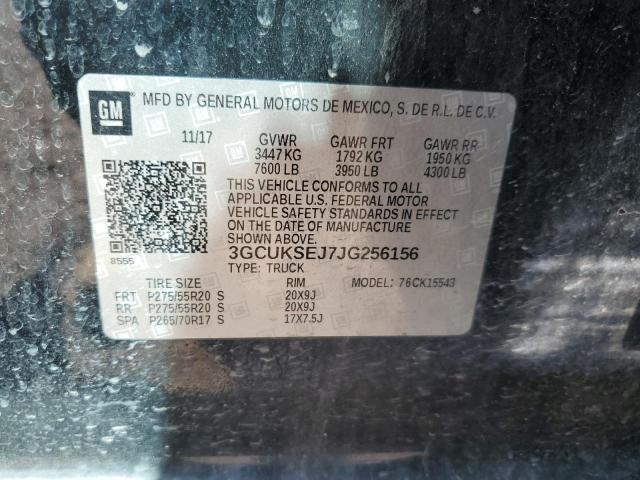 GM MFD BY GENERAL MOTORS DE MEXICO, S. DE R.L. DE C.V.
11/17 GVWR GAWR FRT GAWR RR
3447 KG 1792 KG 1950 KG
7600 LB 3950 LB 4300 LB
THIS VEHICLE CONFORMS TO ALL
APPLICABLE U.S. FEDERAL MOTOR
VEHICLE SAFETY STANDARDS IN EFFECT
ON THE DATE OF MANUFACTURE
SHOWN ABOVE.
8555
3GCUKSEJ7JG256156
TYPE: TRUCK
TIRE SIZE RIM MODEL: 76CK15543
FRT P275/55R20 S 20X9J
RR P275/55R20 S 20X9J
SPA P265/70R17 S 17X7.5J